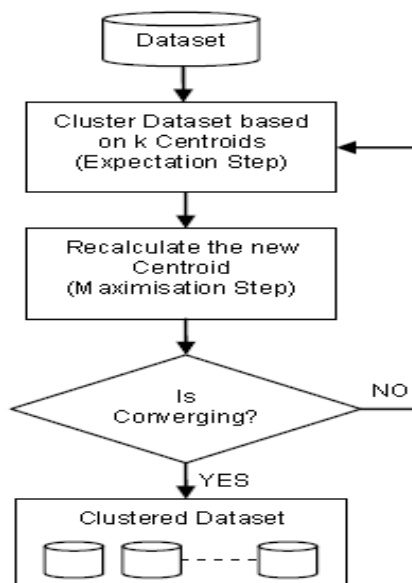 Dataset
Cluster Dataset based
on k Centroids
(Expectation Step)
Recalculate the new
Centroid
(Maximisation Step)
Is
Converging?
NO
YES
Clustered Dataset